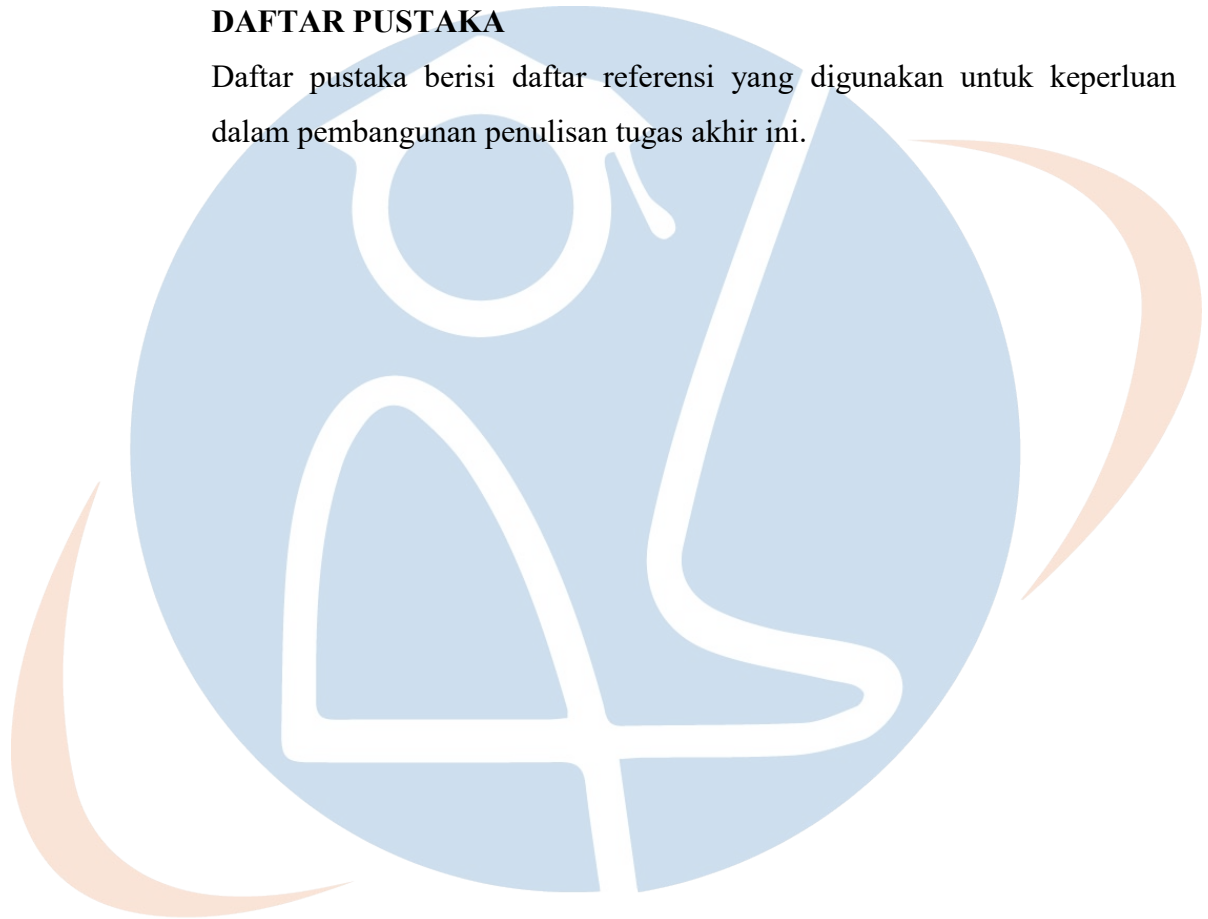 DAFTAR PUSTAKA
Daftar pustaka berisi daftar referensi yang digunakan untuk keperluan
dalam pembangunan penulisan tugas akhir ini.